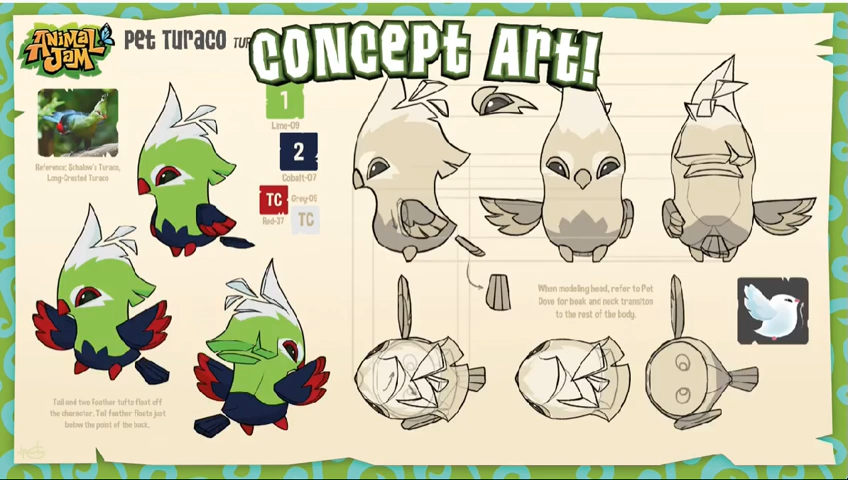 ANIMAL JAM
Pet Turaco TUR
CONCEPT ART!
1
Lime-09
Reference: Schalow's Turaco,
Long-Crested Turaco
2
Cobalt-07
TC
Grey-06
Red-37
TC
When modeling head, refer to Pet
Dove for beak and neck transition
to the rest of the body.
Tail and two feather tufts float off
the character. Tail feather floats just
below the point of the back.